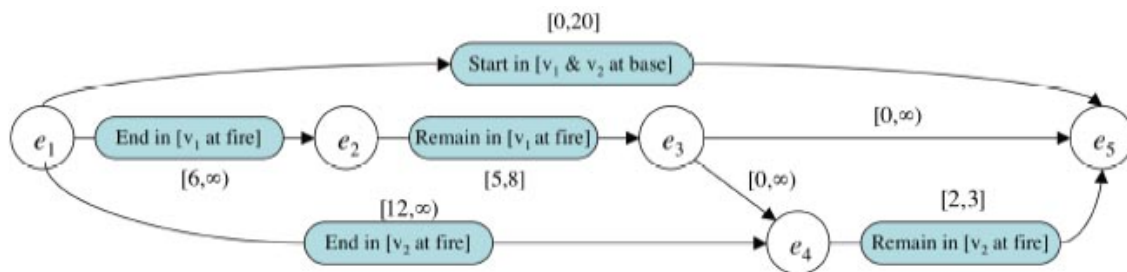 [0,20]
Start in [v₁ & v₂ at base]
e₁
End in [v₁ at fire]
[6,∞)
e₂
Remain in [v₁ at fire]
[5,8]
e₃
[0,∞)
e₅
[0,∞)
[12,∞)
End in [v₂ at fire]
e₄
[2,3]
Remain in [v₂ at fire]